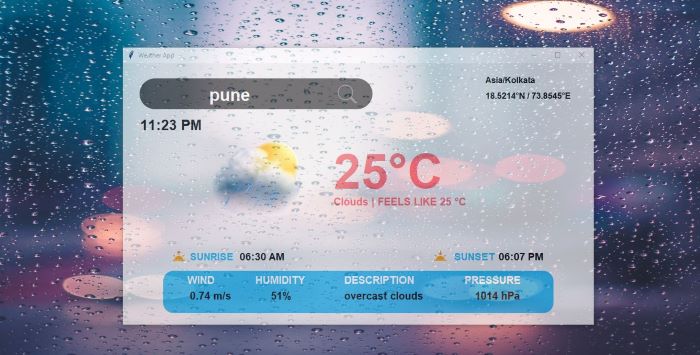 Weather App
pune
Asia/Kolkata
18.5214°N / 73.8545°E
11:23 PM
25°C
Clouds | FEELS LIKE 25 °C
SUNRISE 06:30 AM
SUNSET 06:07 PM
WIND HUMIDITY DESCRIPTION PRESSURE
0.74 m/s 51% overcast clouds 1014 hPa